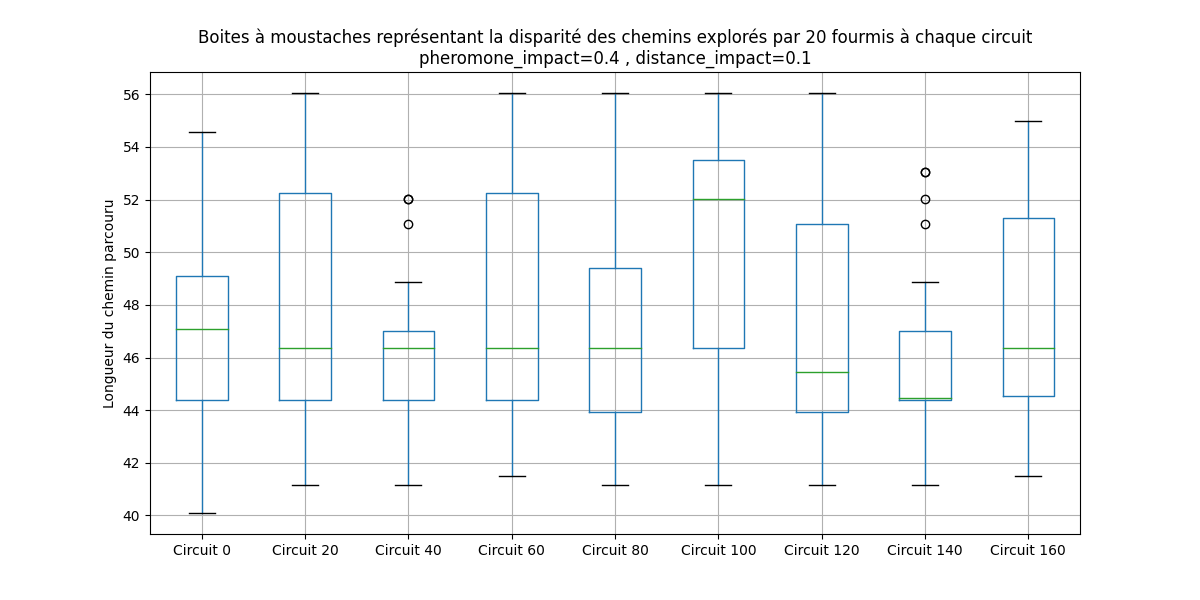 Boites à moustaches représentant la disparité des chemins explorés par 20 fourmis à chaque circuit
pheromone_impact=0.4 , distance_impact=0.1
Longueur du chemin parcouru
56
54
52
50
48
46
44
42
40
Circuit 0 Circuit 20 Circuit 40 Circuit 60 Circuit 80 Circuit 100 Circuit 120 Circuit 140 Circuit 160